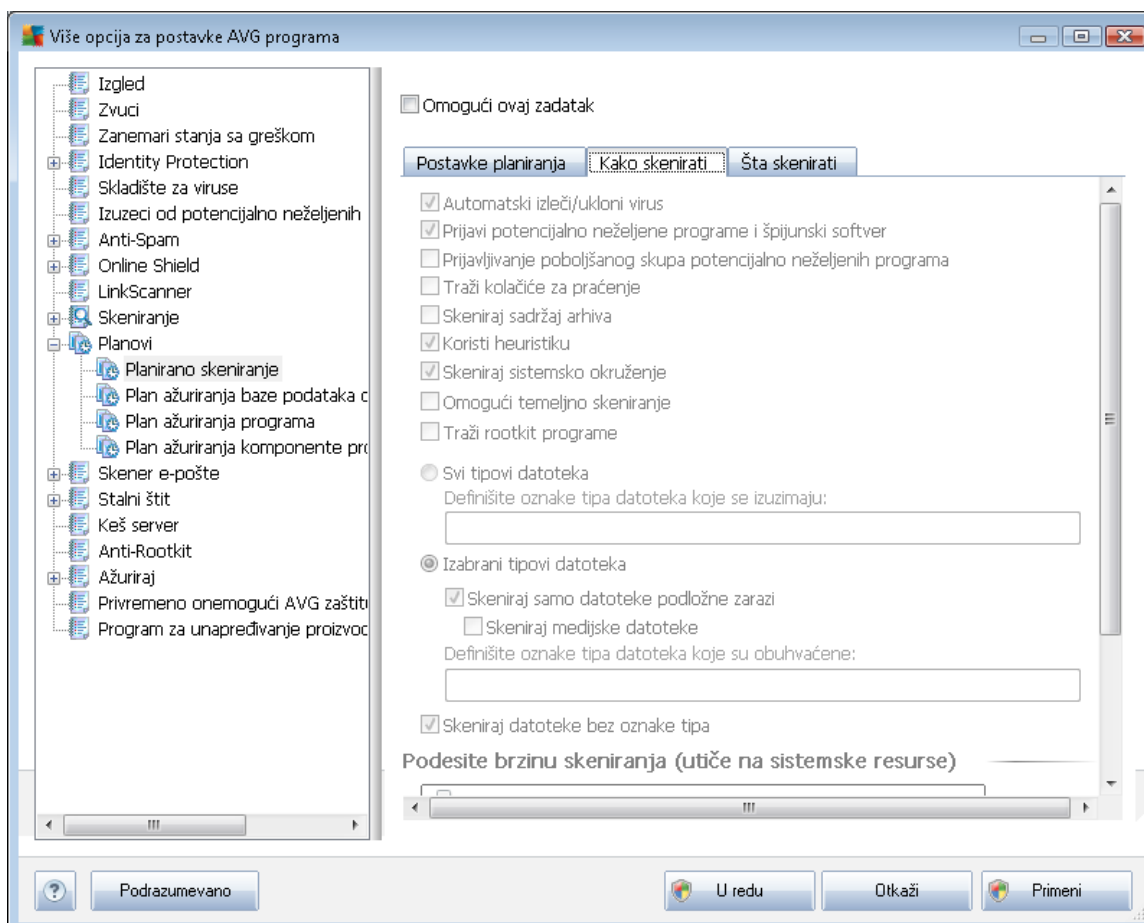 Više opcija za postavke AVG programa
Izgled
Zvuci
Zanemari stanja sa greškom
Identity Protection
Skladište za viruse
Izuzeci od potencijalno neželjenih
Anti-Spam
Online Shield
LinkScanner
Skeniranje
Planovi
Planirano skeniranje
Plan ažuriranja baze podataka o
Plan ažuriranja programa
Plan ažuriranja komponente pro
Skener e-pošte
Stalni štit
Keš server
Anti-Rootkit
Ažuriraj
Privremeno onemogući AVG zaštitu
Program za unapređivanje proizvod
Omogući ovaj zadatak
Postavke planiranja
Kako skenirati
Šta skenirati
Automatski izleči/ukloni virus
Prijavi potencijalno neželjene programe i špijunski softver
Prijavljivanje poboljšanog skupa potencijalno neželjenih programa
Traži kolačiće za praćenje
Skeniraj sadržaj arhiva
Koristi heuristiku
Skeniraj sistemsko okruženje
Omogući temeljno skeniranje
Traži rootkit programe
Svi tipovi datoteka
Definišite oznake tipa datoteka koje se izuzimaju:
Izabrani tipovi datoteka
Skeniraj samo datoteke podložne zarazi
Skeniraj medijske datoteke
Definišite oznake tipa datoteka koje su obuhvaćene:
Skeniraj datoteke bez oznake tipa
Podesite brzinu skeniranja (utiče na sistemske resurse)
?
Podrazumevano
U redu
Otkaži
Primeni